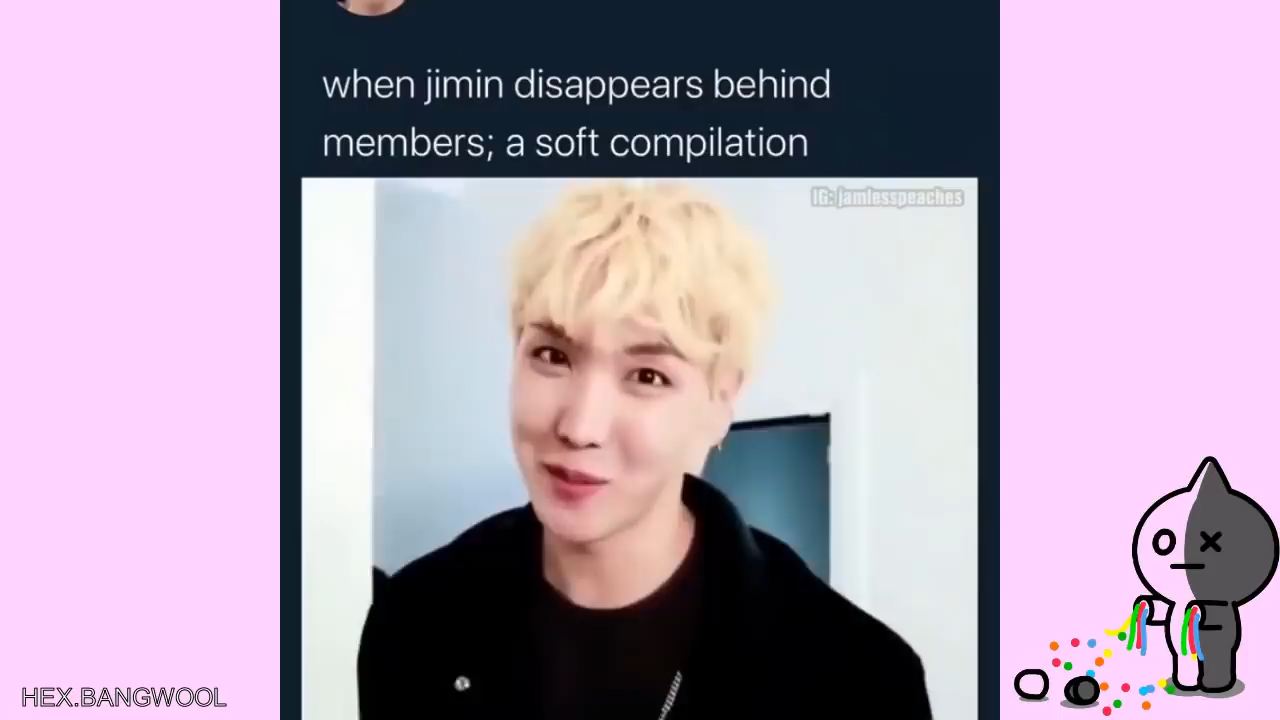 when jimin disappears behind
members; a soft compilation
IG: jamlesspeaches
HEX.BANGWOOL